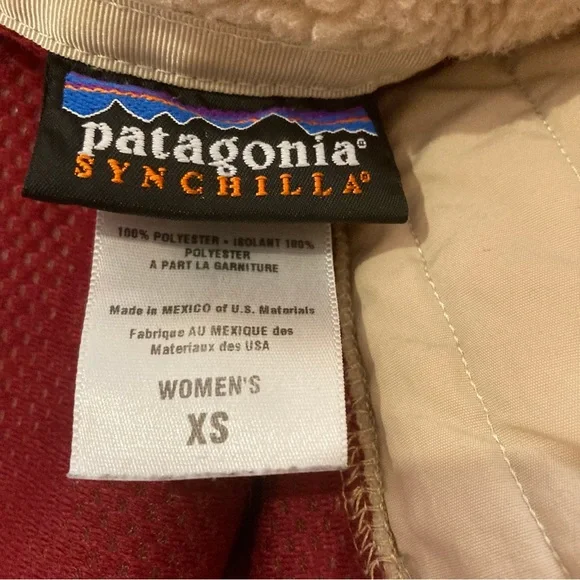 patagonia®
SYNCHILLA®
100% POLYESTER • ISOLANT 100%
POLYESTER
A PART LA GARNITURE
Made in MEXICO of U.S. Materials
Fabrique AU MEXIQUE des
Materiaux des USA
WOMEN'S
XS